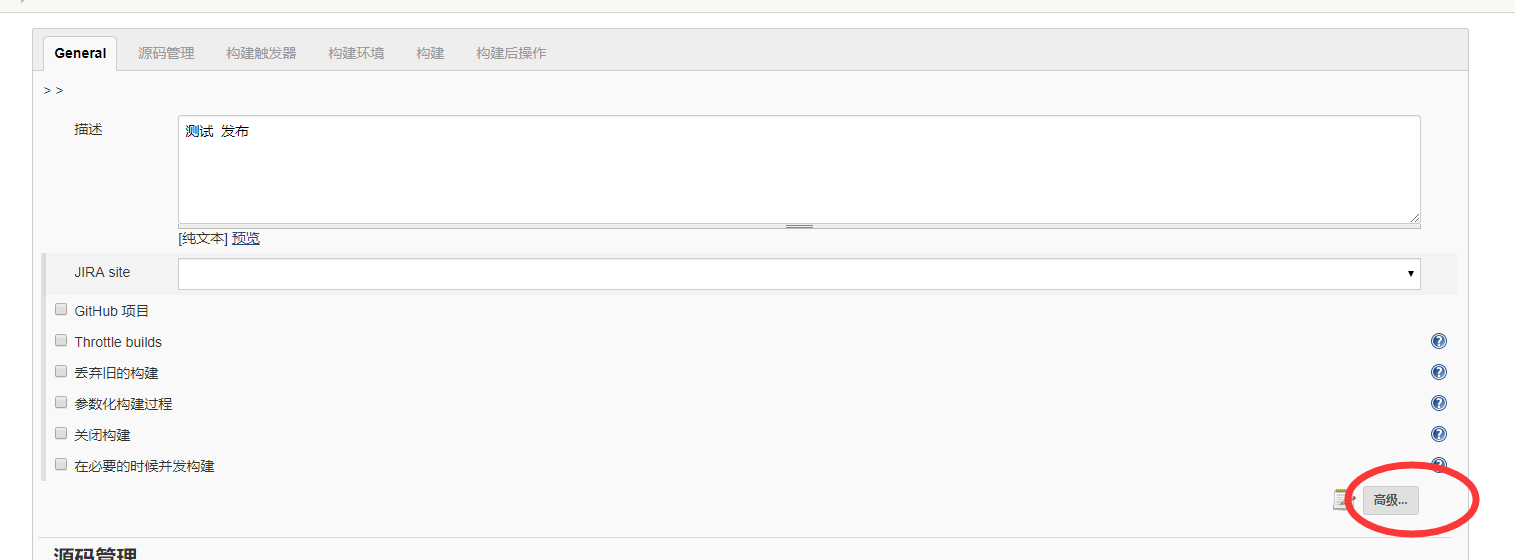 General 源码管理 构建触发器 构建环境 构建 构建后操作
> >
描述 测试 发布
[纯文本] 预览
JIRA site
GitHub 项目
Throttle builds
丢弃旧的构建
参数化构建过程
关闭构建
在必要的时候并发构建
高级...
源码管理